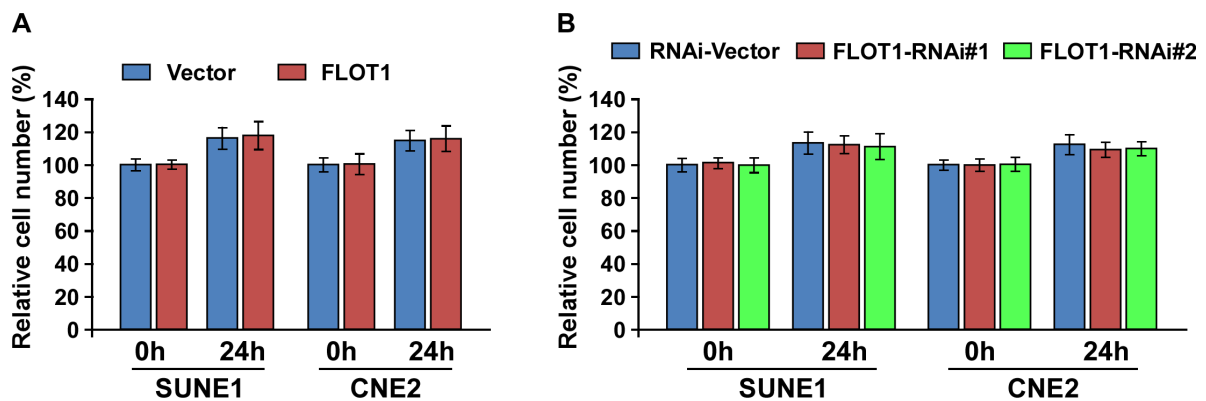 A
Vector FLOT1
Relative cell number (%)
140
120
100
80
60
40
20
0
0h 24h 0h 24h
SUNE1 CNE2
B
RNAi-Vector FLOT1-RNAi#1 FLOT1-RNAi#2
Relative cell number (%)
140
120
100
80
60
40
20
0
0h 24h 0h 24h
SUNE1 CNE2